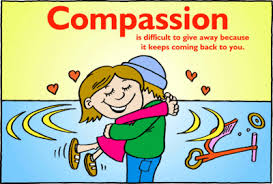 Compassion
is difficult to give away because
it keeps coming back to you.